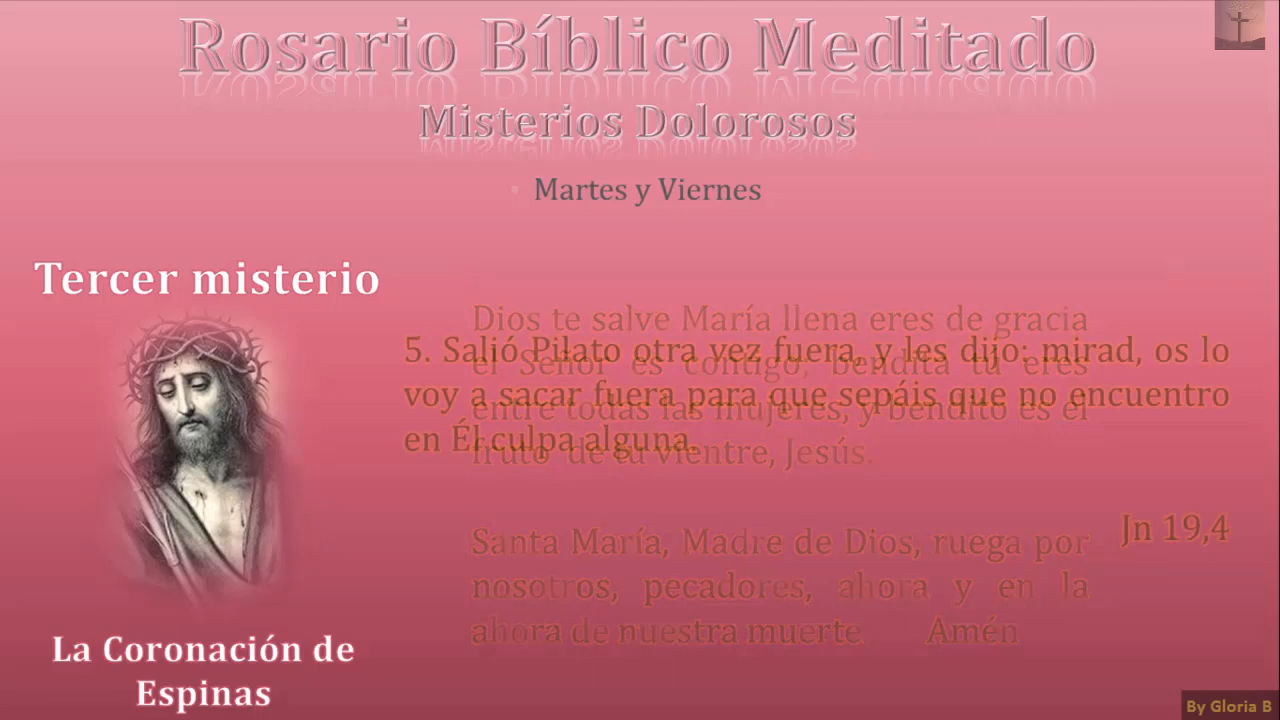 Rosario Bíblico Meditado
Misterios Dolorosos
Martes y Viernes
Tercer misterio
Dios te salve María llena eres de gracia
el Señor es contigo; bendita tú eres
entre todas las mujeres, y bendito es el
fruto de tu vientre, Jesús.
5. Salió Pilato otra vez fuera, y les dijo: mirad, os lo
voy a sacar fuera para que sepáis que no encuentro
en Él culpa alguna.
Jn 19,4
Santa María, Madre de Dios, ruega por
nosotros, pecadores, ahora y en la
ahora de nuestra muerte Amén
La Coronación de
Espinas
By Gloria B